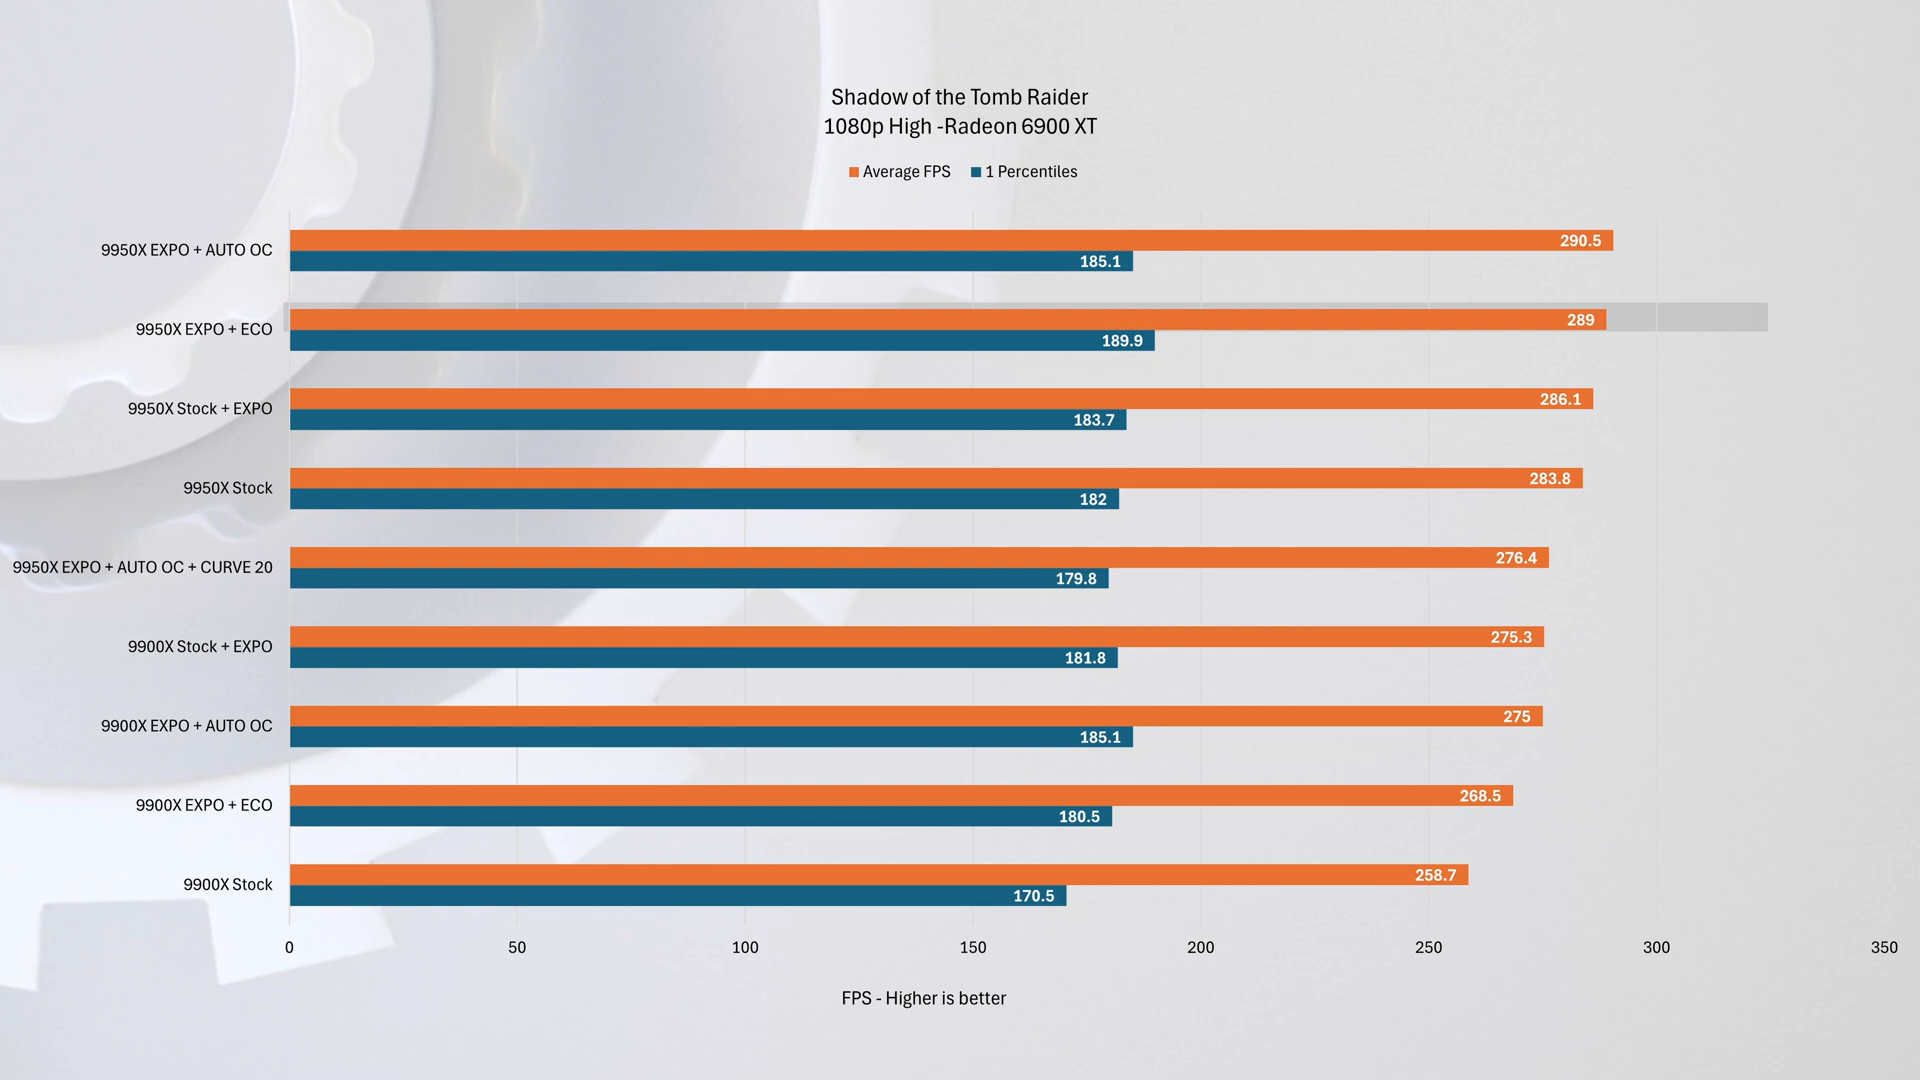 Shadow of the Tomb Raider
1080p High -Radeon 6900 XT
Average FPS 1 Percentiles
9950X EXPO + AUTO OC 290.5
185.1
9950X EXPO + ECO 289
189.9
9950X Stock + EXPO 286.1
183.7
9950X Stock 283.8
182
9950X EXPO + AUTO OC + CURVE 20 276.4
179.8
9900X Stock + EXPO 275.3
181.8
9900X EXPO + AUTO OC 275
185.1
9900X EXPO + ECO 268.5
180.5
9900X Stock 258.7
170.5
0 50 100 150 200 250 300 350
FPS - Higher is better